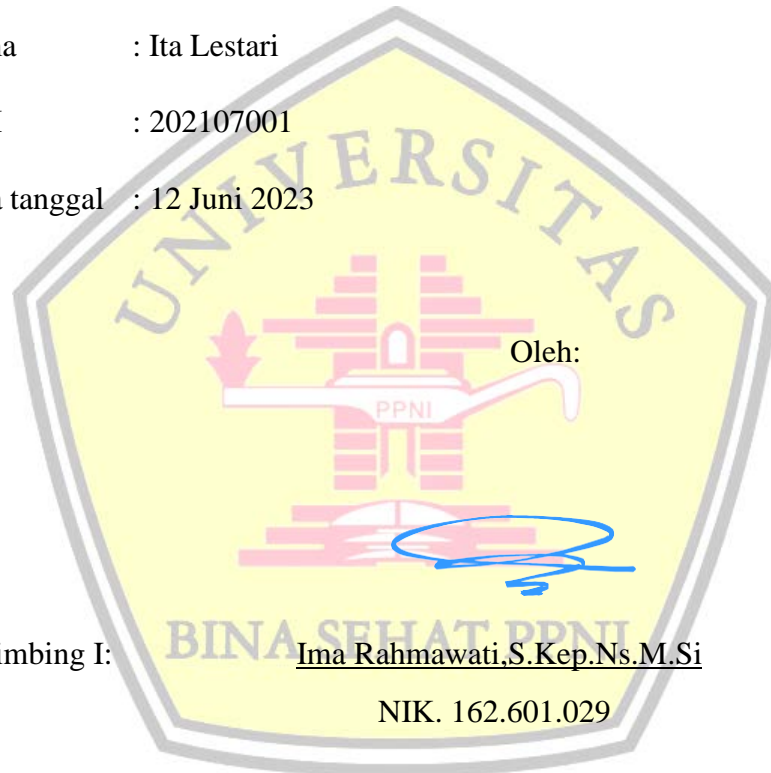 a : Ita Lestari
: 202107001
tanggal : 12 Juni 2023
UNIVERSITAS
Oleh:
PPNI
BINA SEHAT PPNI
imbing I: Ima Rahmawati,S.Kep.Ns.M.Si
NIK. 162.601.029